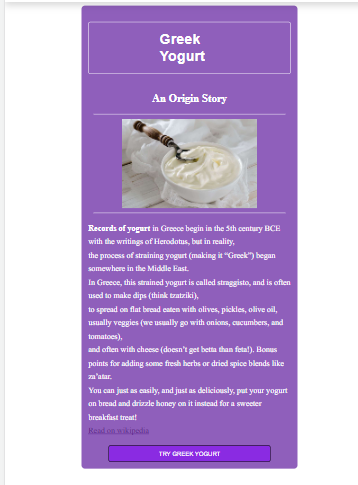 Greek
Yogurt
An Origin Story
Records of yogurt in Greece begin in the 5th century BCE
with the writings of Herodotus, but in reality,
the process of straining yogurt (making it “Greek”) began
somewhere in the Middle East.
In Greece, this strained yogurt is called straggisto, and is often
used to make dips (think tzatziki),
to spread on flat bread eaten with olives, pickles, olive oil,
usually veggies (we usually go with onions, cucumbers, and
tomatoes),
and often with cheese (doesn’t get betta than feta!). Bonus
points for adding some fresh herbs or dried spice blends like
za’atar.
You can just as easily, and just as deliciously, put your yogurt
on bread and drizzle honey on it instead for a sweeter
breakfast treat!
Read on wikipedia
TRY GREEK YOGURT